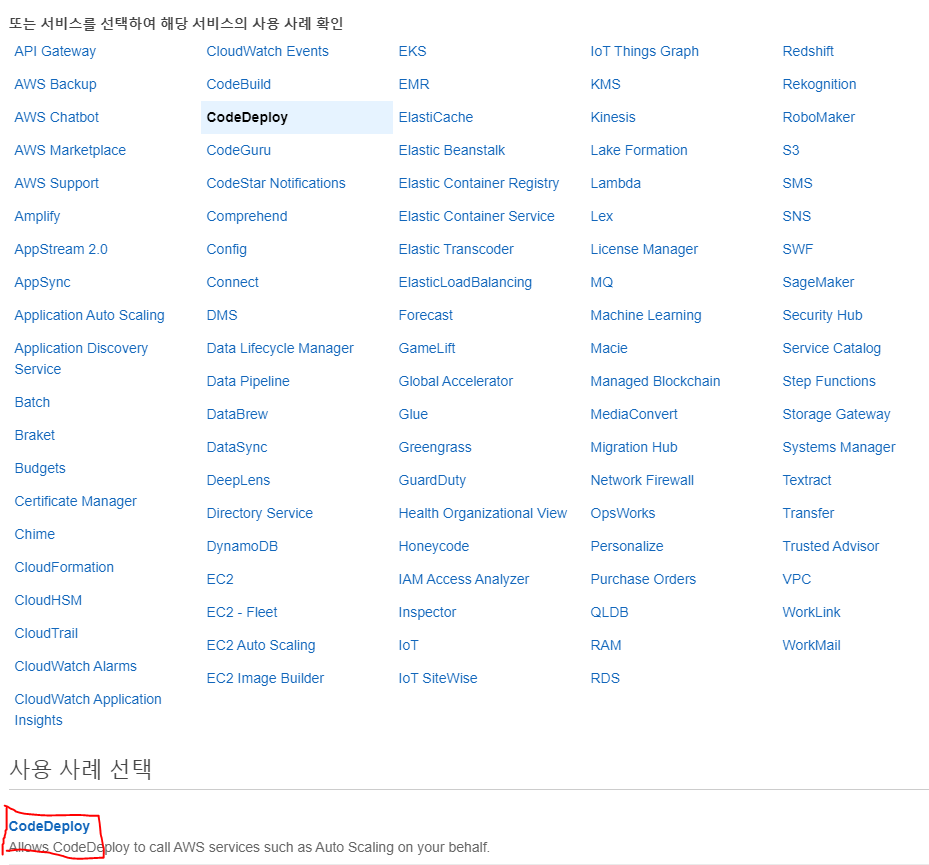 또는 서비스를 선택하여 해당 서비스의 사용 사례 확인
API Gateway
AWS Backup
AWS Chatbot
AWS Marketplace
AWS Support
Amplify
AppStream 2.0
AppSync
Application Auto Scaling
Application Discovery
Service
Batch
Braket
Budgets
Certificate Manager
Chime
CloudFormation
CloudHSM
CloudTrail
CloudWatch Alarms
CloudWatch Application
Insights
CloudWatch Events
CodeBuild
CodeDeploy
CodeGuru
CodeStar Notifications
Comprehend
Config
Connect
DMS
Data Lifecycle Manager
Data Pipeline
DataBrew
DataSync
DeepLens
Directory Service
DynamoDB
EC2
EC2 - Fleet
EC2 Auto Scaling
EC2 Image Builder
EKS
EMR
ElastiCache
Elastic Beanstalk
Elastic Container Registry
Elastic Container Service
Elastic Transcoder
ElasticLoadBalancing
Forecast
GameLift
Global Accelerator
Glue
Greengrass
GuardDuty
Health Organizational View
Honeycode
IAM Access Analyzer
Inspector
IoT
IoT SiteWise
IoT Things Graph
KMS
Kinesis
Lake Formation
Lambda
Lex
License Manager
MQ
Machine Learning
Macie
Managed Blockchain
MediaConvert
Migration Hub
Network Firewall
OpsWorks
Personalize
Purchase Orders
QLDB
RAM
RDS
Redshift
Rekognition
RoboMaker
S3
SMS
SNS
SWF
SageMaker
Security Hub
Service Catalog
Step Functions
Storage Gateway
Systems Manager
Textract
Transfer
Trusted Advisor
VPC
WorkLink
WorkMail
사용 사례 선택
CodeDeploy
Allows CodeDeploy to call AWS services such as Auto Scaling on your behalf.